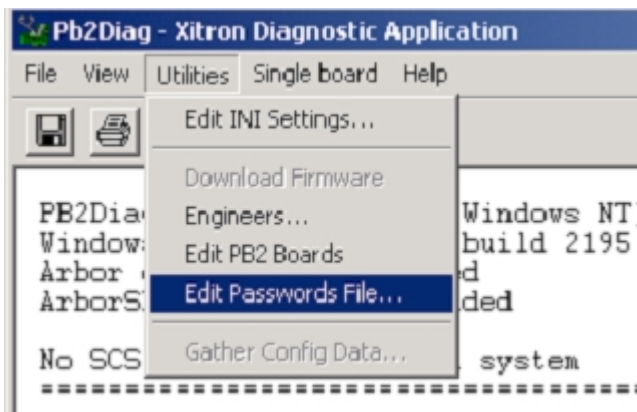 Pb2Diag - Xitron Diagnostic Application
File View Utilities Single board Help
Edit INI Settings...
Download Firmware
Engineers...
Edit PB2 Boards
Edit Passwords File...
Gather Config Data...
PB2Dia Windows NT
Window build 2195
Arbor d
ArborS ded
No SCS system